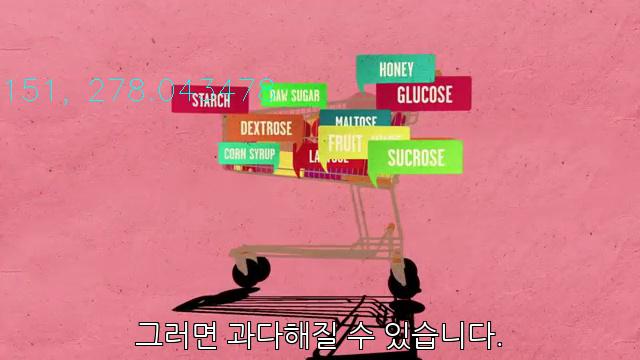 HONEY
151, 278.043478
STARCH
RAW SUGAR
GLUCOSE
DEXTROSE
MALTOSE
FRUIT
CORN SYRUP
SUCROSE
그러면 과다해질 수 있습니다.